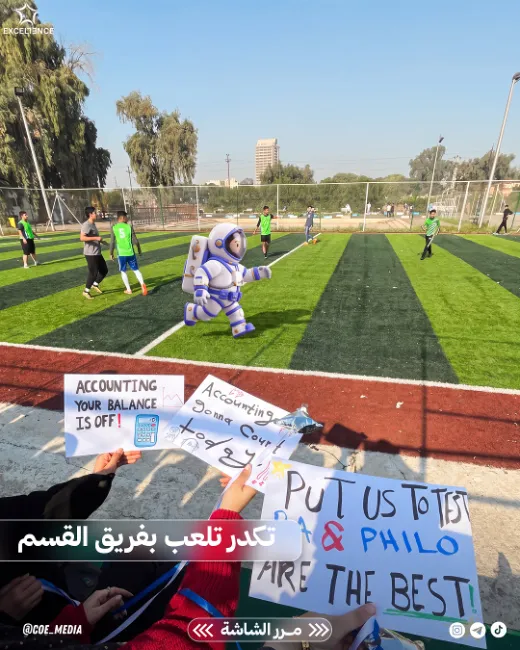 EXCELLENCE
ACCOUNTING
YOUR BALANCE
IS OFF!
Accounting
gonna Count
today!
PUT US TO TEST
& PHILO
ARE THE BEST!
تكدر تلعب بفريق القسم
@COE_MEDIA
مرر الشاشة